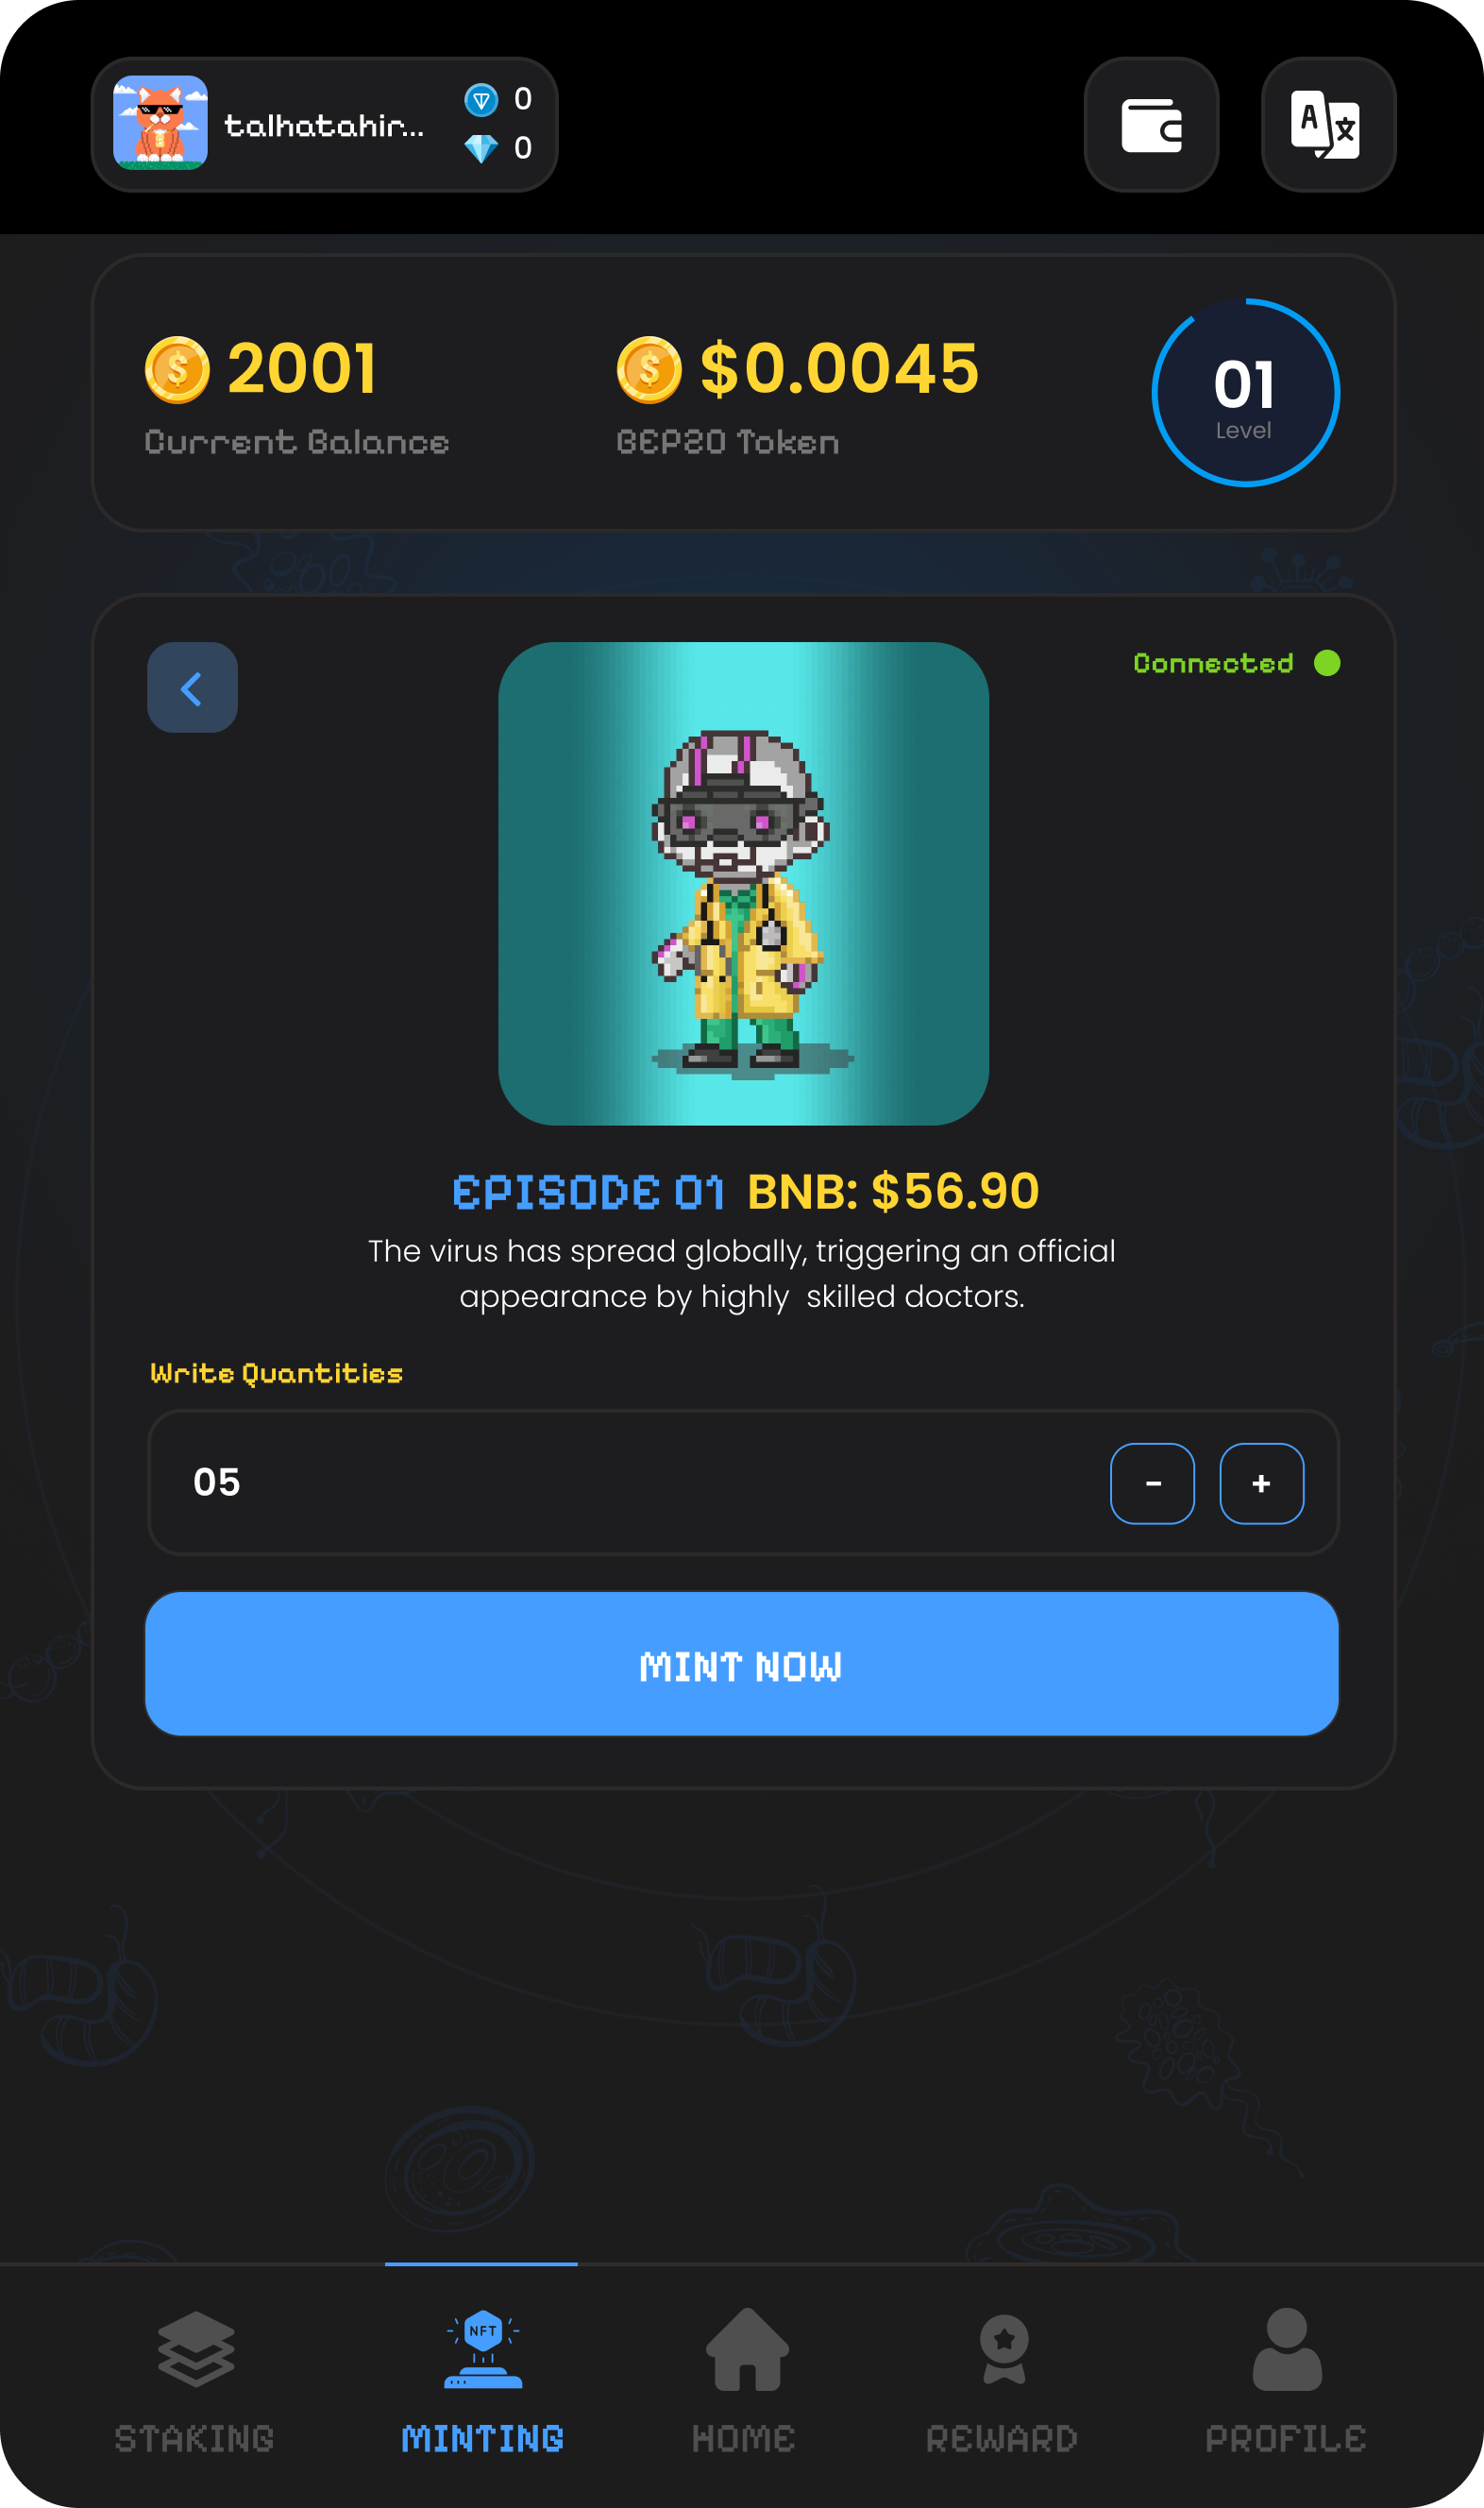 talhatahir...
0
0
A 文
2001
Current Balance
$0.0045
BEP20 Token
01
Level
Connected
EPISODE 01 BNB: $56.90
The virus has spread globally, triggering an official
appearance by highly skilled doctors.
Write Quantities
05
- +
MINT NOW
NFT
STAKING
MINTING
HOME
REWARD
PROFILE